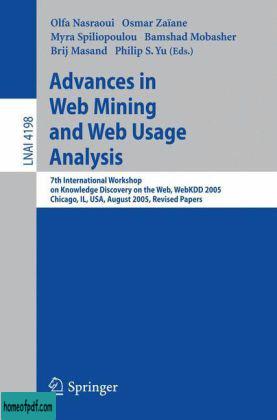 Olfa Nasraoui Osmar Zaïane
Myra Spiliopoulou Bamshad Mobasher
Brij Masand Philip S. Yu (Eds.)
LNAI 4198
Advances in
Web Mining
and Web Usage
Analysis
7th International Workshop
on Knowledge Discovery on the Web, WebKDD 2005
Chicago, IL, USA, August 2005, Revised Papers
Springer
homeofpdf.com